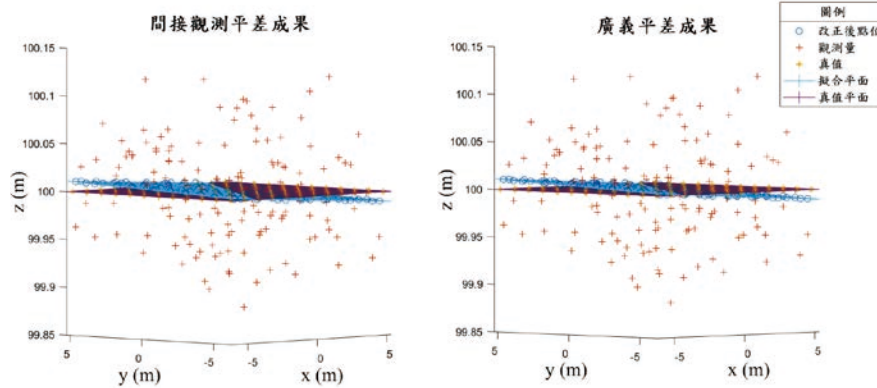 間接觀測平差成果
100.15
100.1
100.05
100
99.95
99.9
99.85
z (m)
5
0
-5
-5
0
5
y (m)
x (m)
廣義平差成果
100.15
100.1
100.05
100
99.95
99.9
99.85
z (m)
5
0
-5
-5
0
5
y (m)
x (m)
圖例
改正後點位
觀測量
真值
擬合平面
真值平面